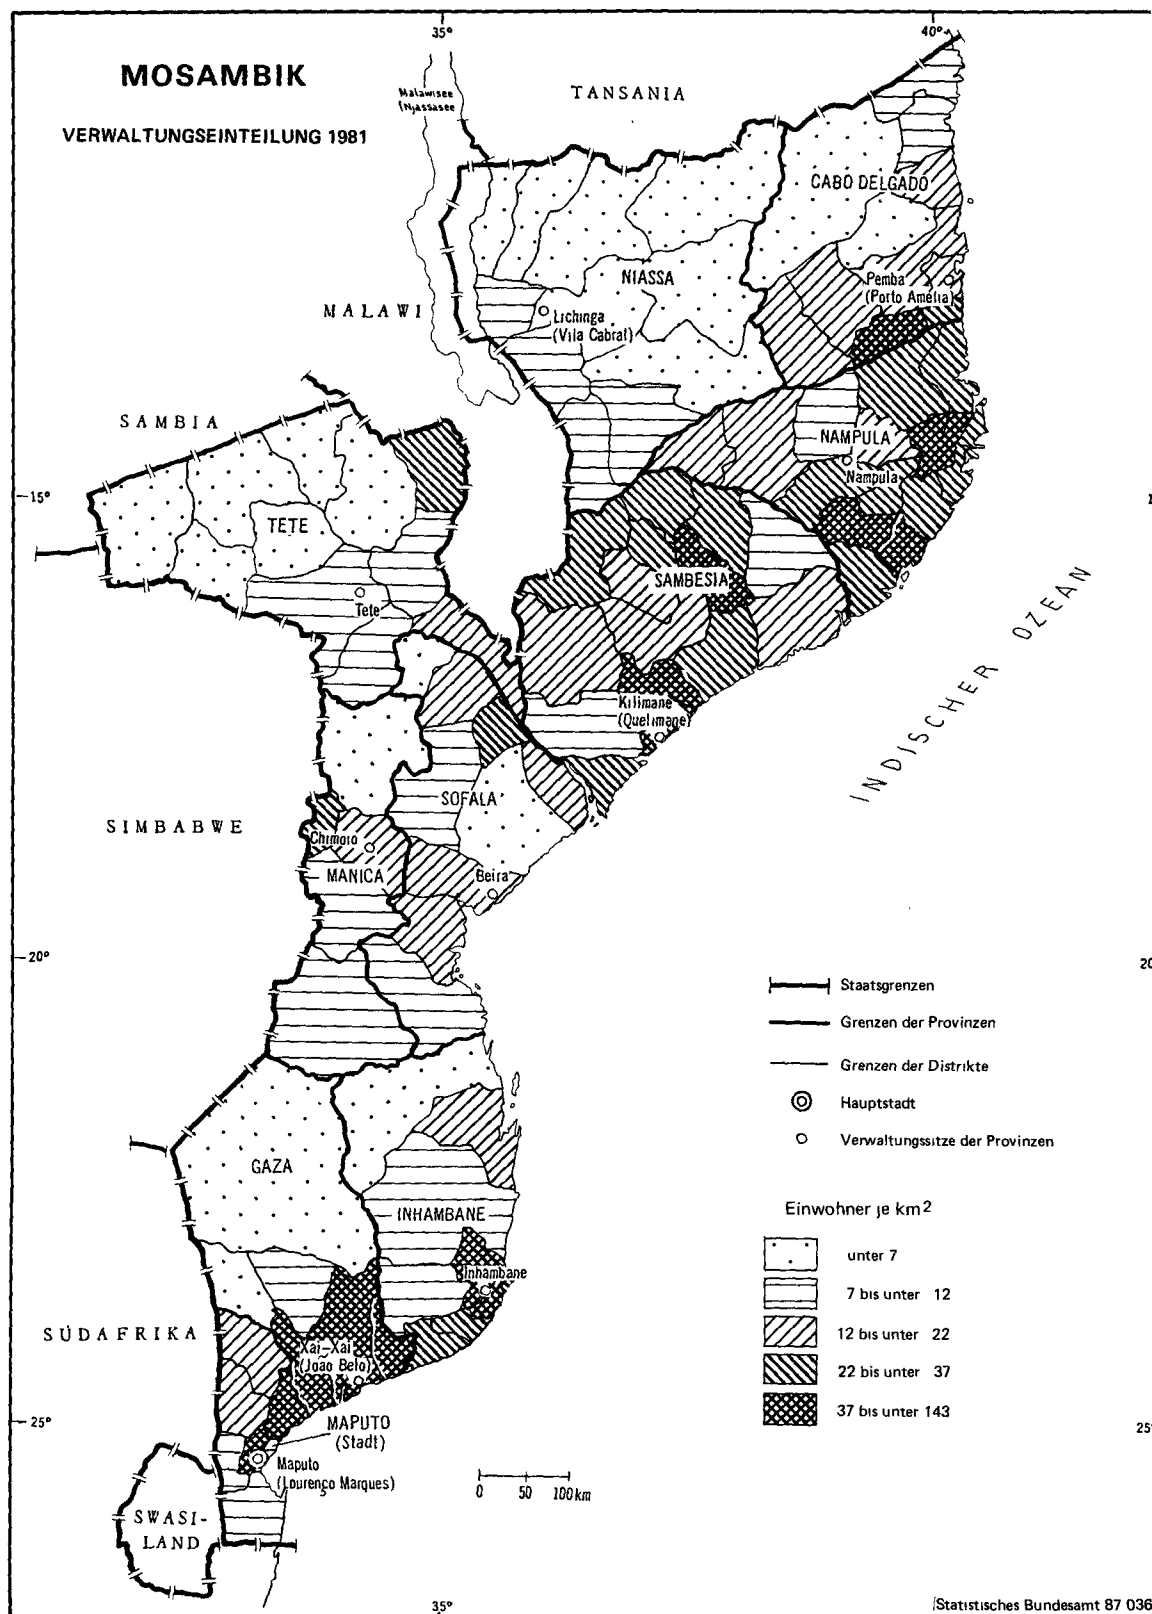 35°
40°
MOSAMBIK
VERWALTUNGSEINTEILUNG 1981
Malawisee
(Njassasee
TANSANIA
CABO DELGADO
NIASSA
Pemba
(Porto Amélia)
MALAWI
Lichinga
(Vila Cabral)
SAMBIA
NAMPULA
Nampula
15°
TETE
SAMBESIA
Tete
INDISCHER OZEAN
Kilimane
(Quelimane)
SOFALA
SIMBABWE
Chimoio
MANICA
Beira
20°
20
Staatsgrenzen
Grenzen der Provinzen
Grenzen der Distrikte
Hauptstadt
Verwaltungssitze der Provinzen
GAZA
INHAMBANE
Einwohner je km²
unter 7
Inhambane
7 bis unter 12
SÜDAFRIKA
12 bis unter 22
Xai-Xai
(João Belo)
22 bis unter 37
37 bis unter 143
25°
25°
MAPUTO
(Stadt)
Maputo
(Lourenço Marques)
0 50 100 km
SWASI-
LAND
35°
Statistisches Bundesamt 87 036